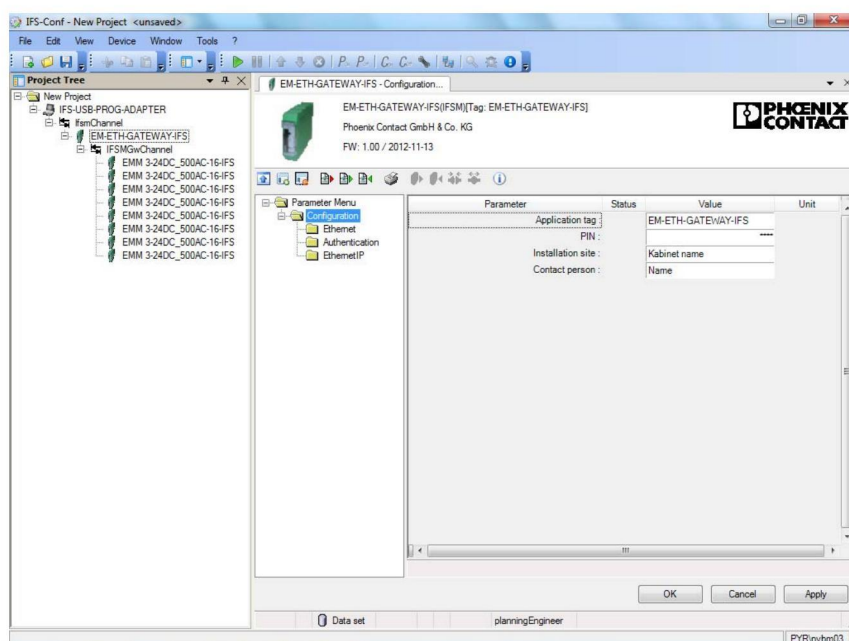 IFS-Conf - New Project <unsaved>
File Edit View Device Window Tools ?
Project Tree
New Project
IFS-USB-PROG-ADAPTER
IfsmChannel
EM-ETH-GATEWAY-IFS
IFSMGwChannel
EMM 3-24DC_500AC-16-IFS
EMM 3-24DC_500AC-16-IFS
EMM 3-24DC_500AC-16-IFS
EMM 3-24DC_500AC-16-IFS
EMM 3-24DC_500AC-16-IFS
EMM 3-24DC_500AC-16-IFS
EMM 3-24DC_500AC-16-IFS
EMM 3-24DC_500AC-16-IFS
EM-ETH-GATEWAY-IFS - Configuration...
EM-ETH-GATEWAY-IFS(IFSM)[Tag: EM-ETH-GATEWAY-IFS]
Phoenix Contact GmbH & Co. KG
FW: 1.00 / 2012-11-13
PHŒNIX
CONTACT
Parameter Menu
Configuration
Ethernet
Authentication
EthernetIP
Parameter Status Value Unit
Application tag : EM-ETH-GATEWAY-IFS
PIN : ****
Installation site : Kabinet name
Contact person : Name
OK Cancel Apply
Data set planningEngineer
PYR\pybm03